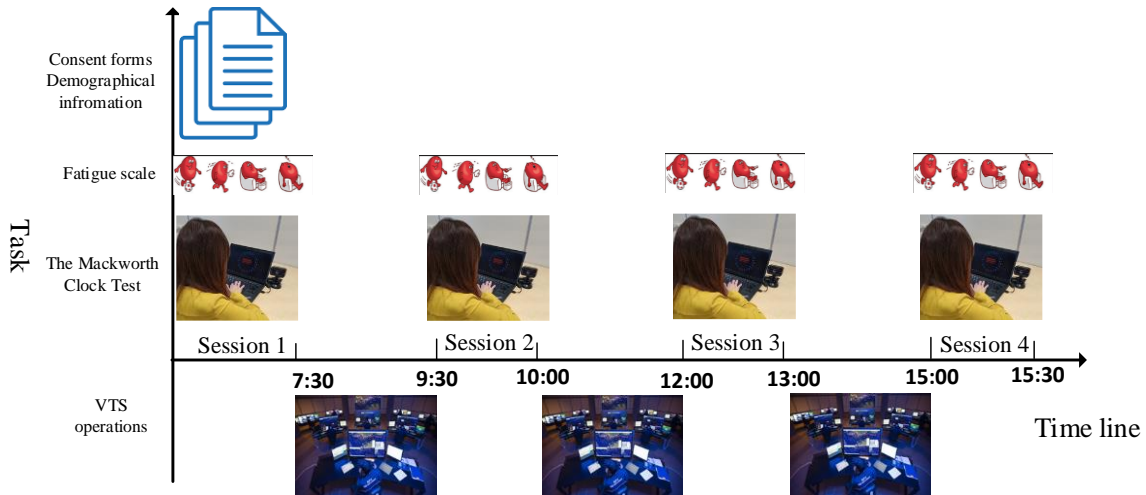 Consent forms
Demographical
infromation
Fatigue scale
Task
The Mackworth
Clock Test
Session 1
Session 2
Session 3
Session 4
7:30
9:30
10:00
12:00
13:00
15:00
15:30
VTS
operations
Time line